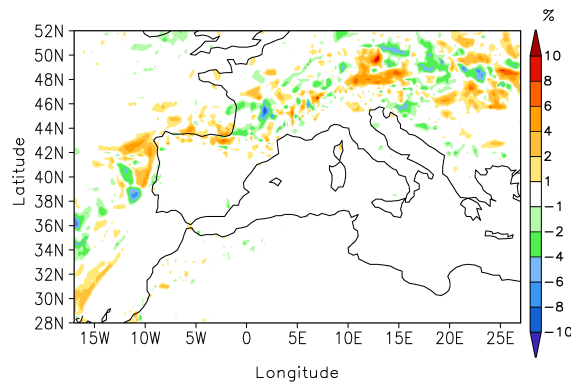 %
52N
50N
48N
46N
44N
42N
40N
38N
36N
34N
32N
30N
28N
Latitude
15W 10W 5W 0 5E 10E 15E 20E 25E
Longitude
10
8
6
4
2
1
-1
-2
-4
-6
-8
-10